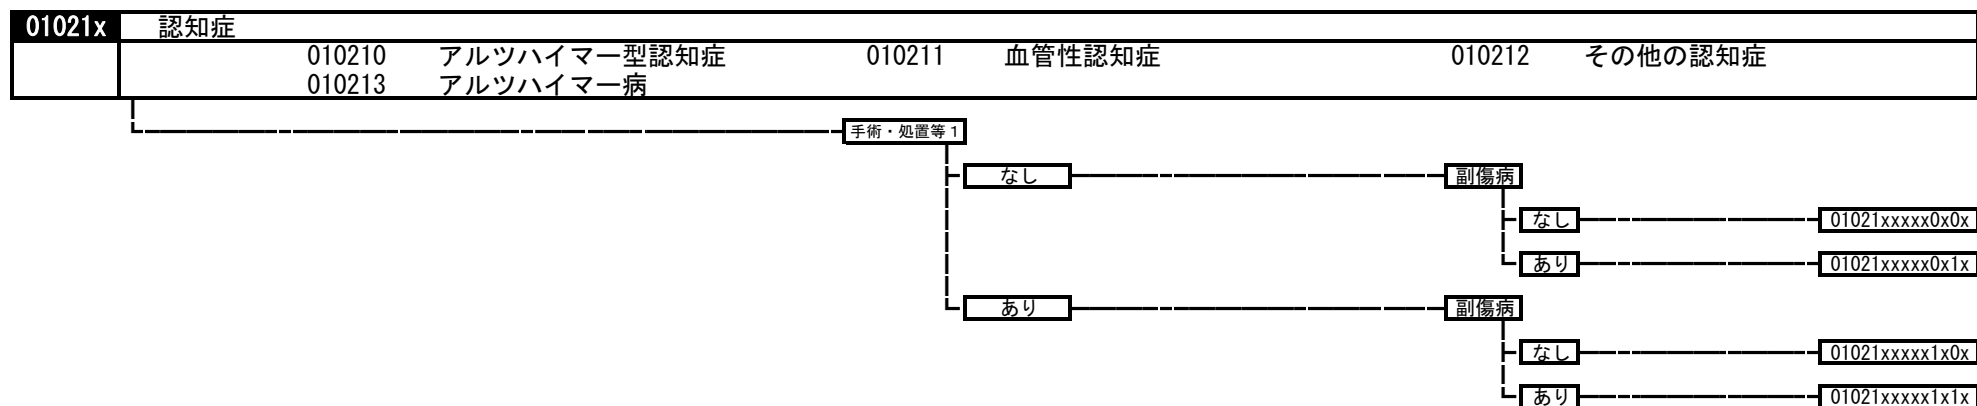 01021x 認知症
010210 アルツハイマー型認知症 010211 血管性認知症 010212 その他の認知症
010213 アルツハイマー病
手術・処置等1
なし 副傷病
なし 01021xxxxx0x0x
あり 01021xxxxx0x1x
あり 副傷病
なし 01021xxxxx1x0x
あり 01021xxxxx1x1x